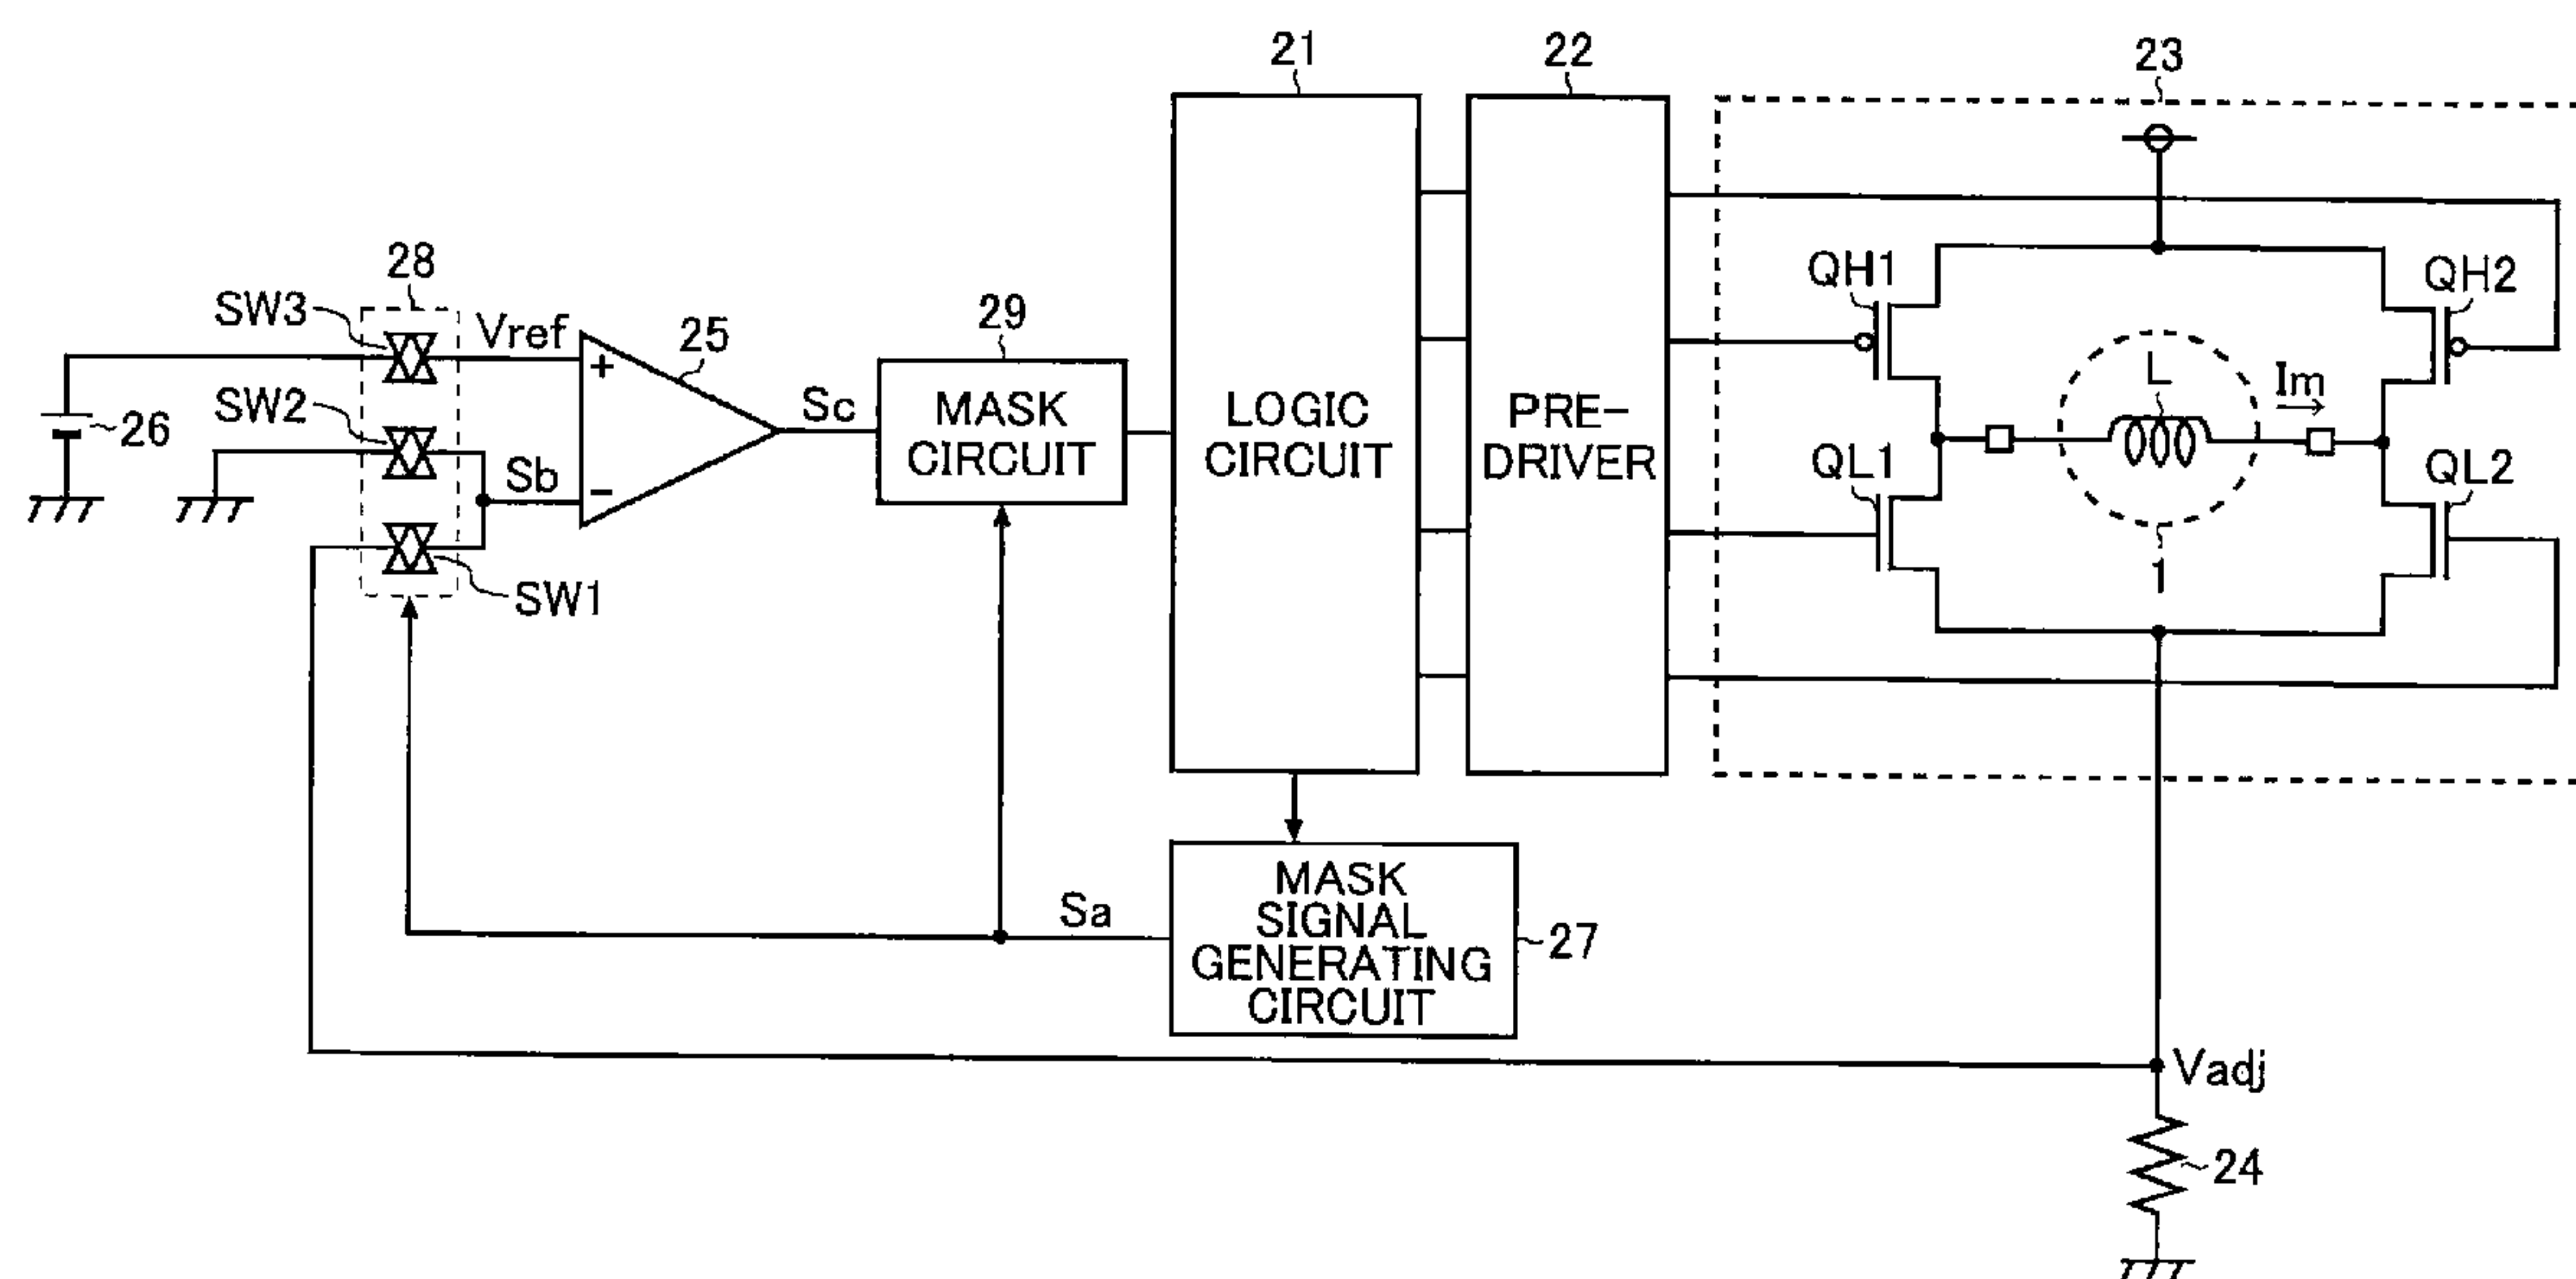 21
22
23
28
SW3
Vref
25
29
QH1
QH2
+
SW2
26
Sc
MASK
CIRCUIT
LOGIC
CIRCUIT
PRE-
DRIVER
L
Im
Sb
−
QL1
QL2
SW1
1
Sa
MASK
SIGNAL
GENERATING
CIRCUIT
27
Vadj
24